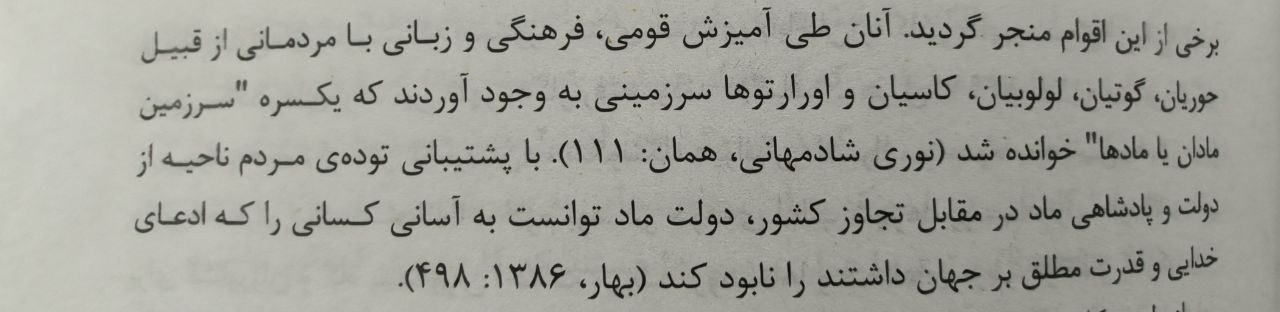 برخی از این اقوام منجر گردید. آنان طی آمیزش قومی، فرهنگی و زبانی با مردمانی از قبیل
حوریان، گوتیان، لولوبیان، کاسیان و اورارتوها سرزمینی به وجود آوردند که یکسره "سرزمین
مادان یا مادها" خوانده شد (نوری شادمهانی، همان: ۱۱۱). با پشتیبانی توده‌ی مردم ناحیه از
دولت و پادشاهی ماد در مقابل تجاوز کشور، دولت ماد توانست به آسانی کسانی را که ادعای
خدایی و قدرت مطلق بر جهان داشتند را نابود کند (بهار، ۱۳۸۶: ۴۹۸).